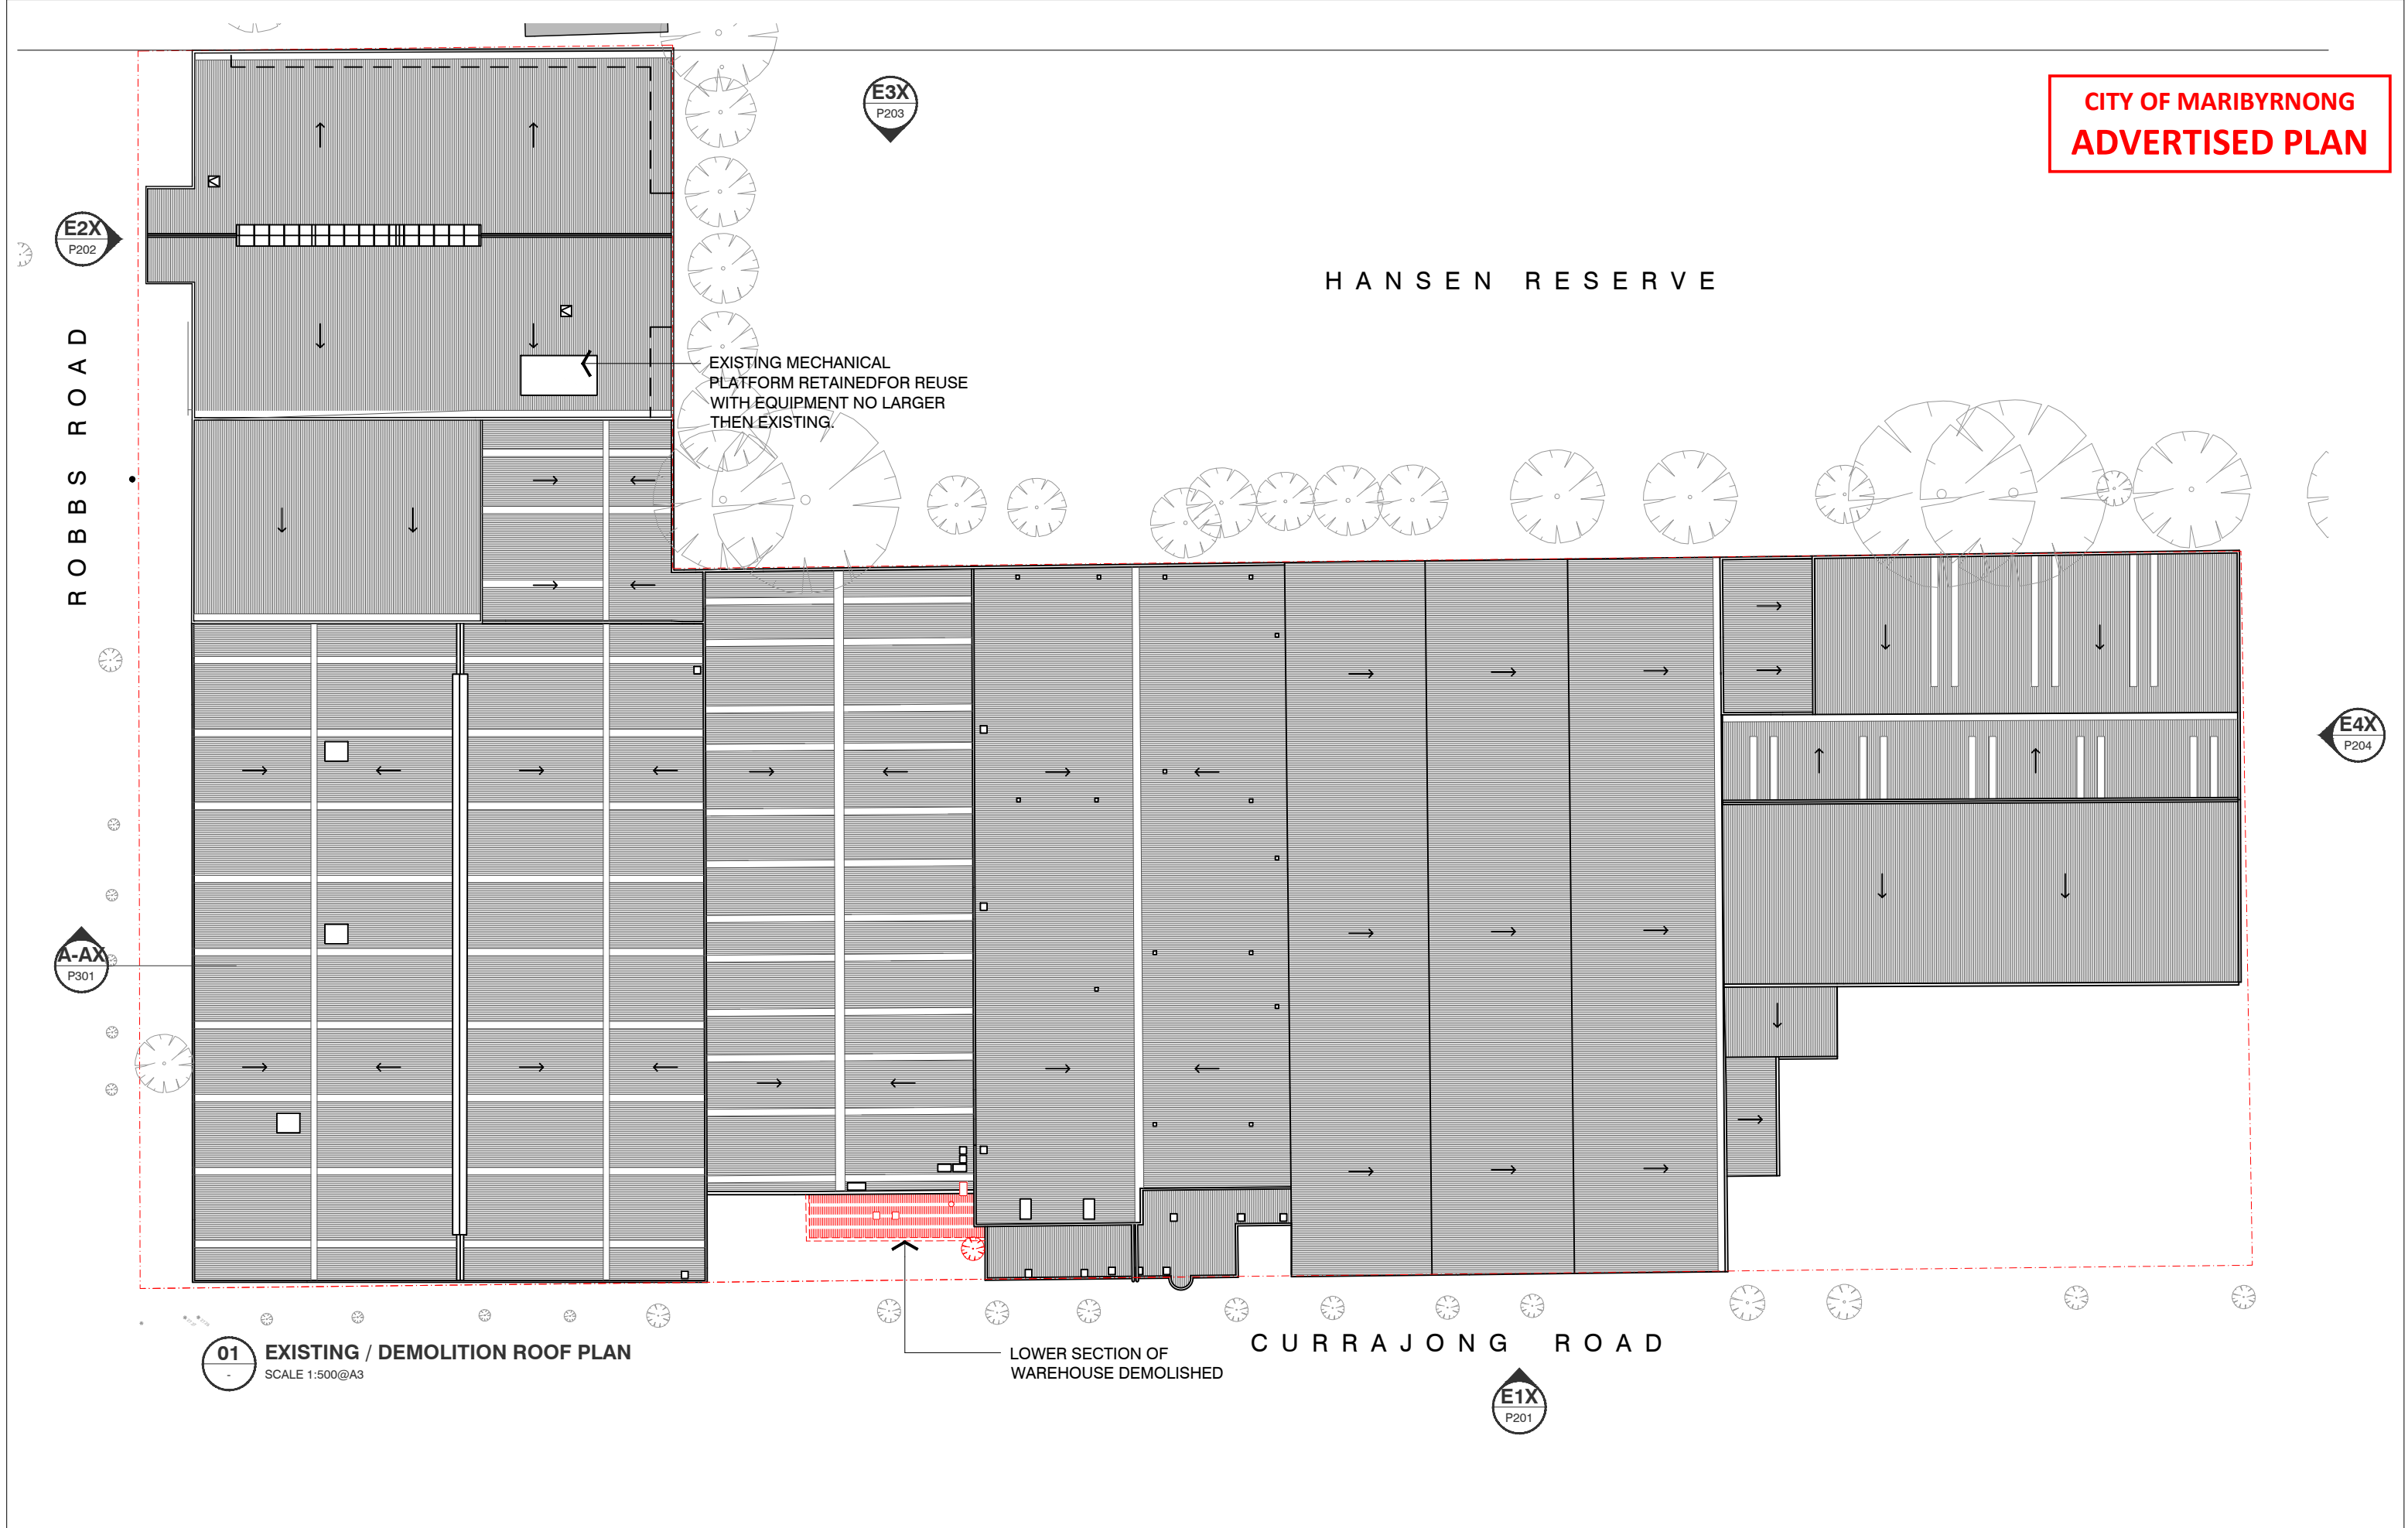 CITY OF MARIBYRNONG
ADVERTISED PLAN
E3X
P203
E2X
P202
HANSEN RESERVE
ROBBS ROAD
EXISTING MECHANICAL
PLATFORM RETAINEDFOR REUSE
WITH EQUIPMENT NO LARGER
THEN EXISTING.
E4X
P204
A-AX
P301
01
-
EXISTING / DEMOLITION ROOF PLAN
SCALE 1:500@A3
LOWER SECTION OF
WAREHOUSE DEMOLISHED
CURRAJONG ROAD
E1X
P201